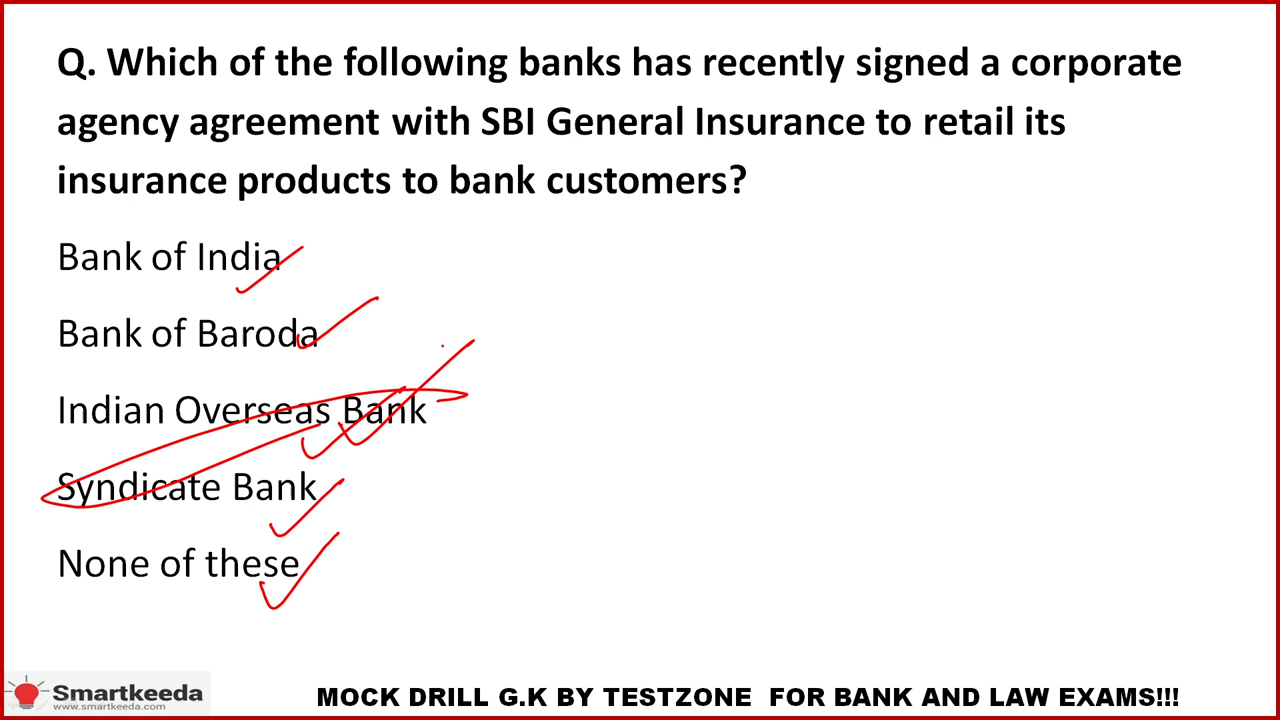 Q. Which of the following banks has recently signed a corporate
agency agreement with SBI General Insurance to retail its
insurance products to bank customers?
Bank of India
Bank of Baroda
Indian Overseas Bank
Syndicate Bank
None of these
Smartkeeda
www.smartkeeda.com
MOCK DRILL G.K BY TESTZONE FOR BANK AND LAW EXAMS!!!